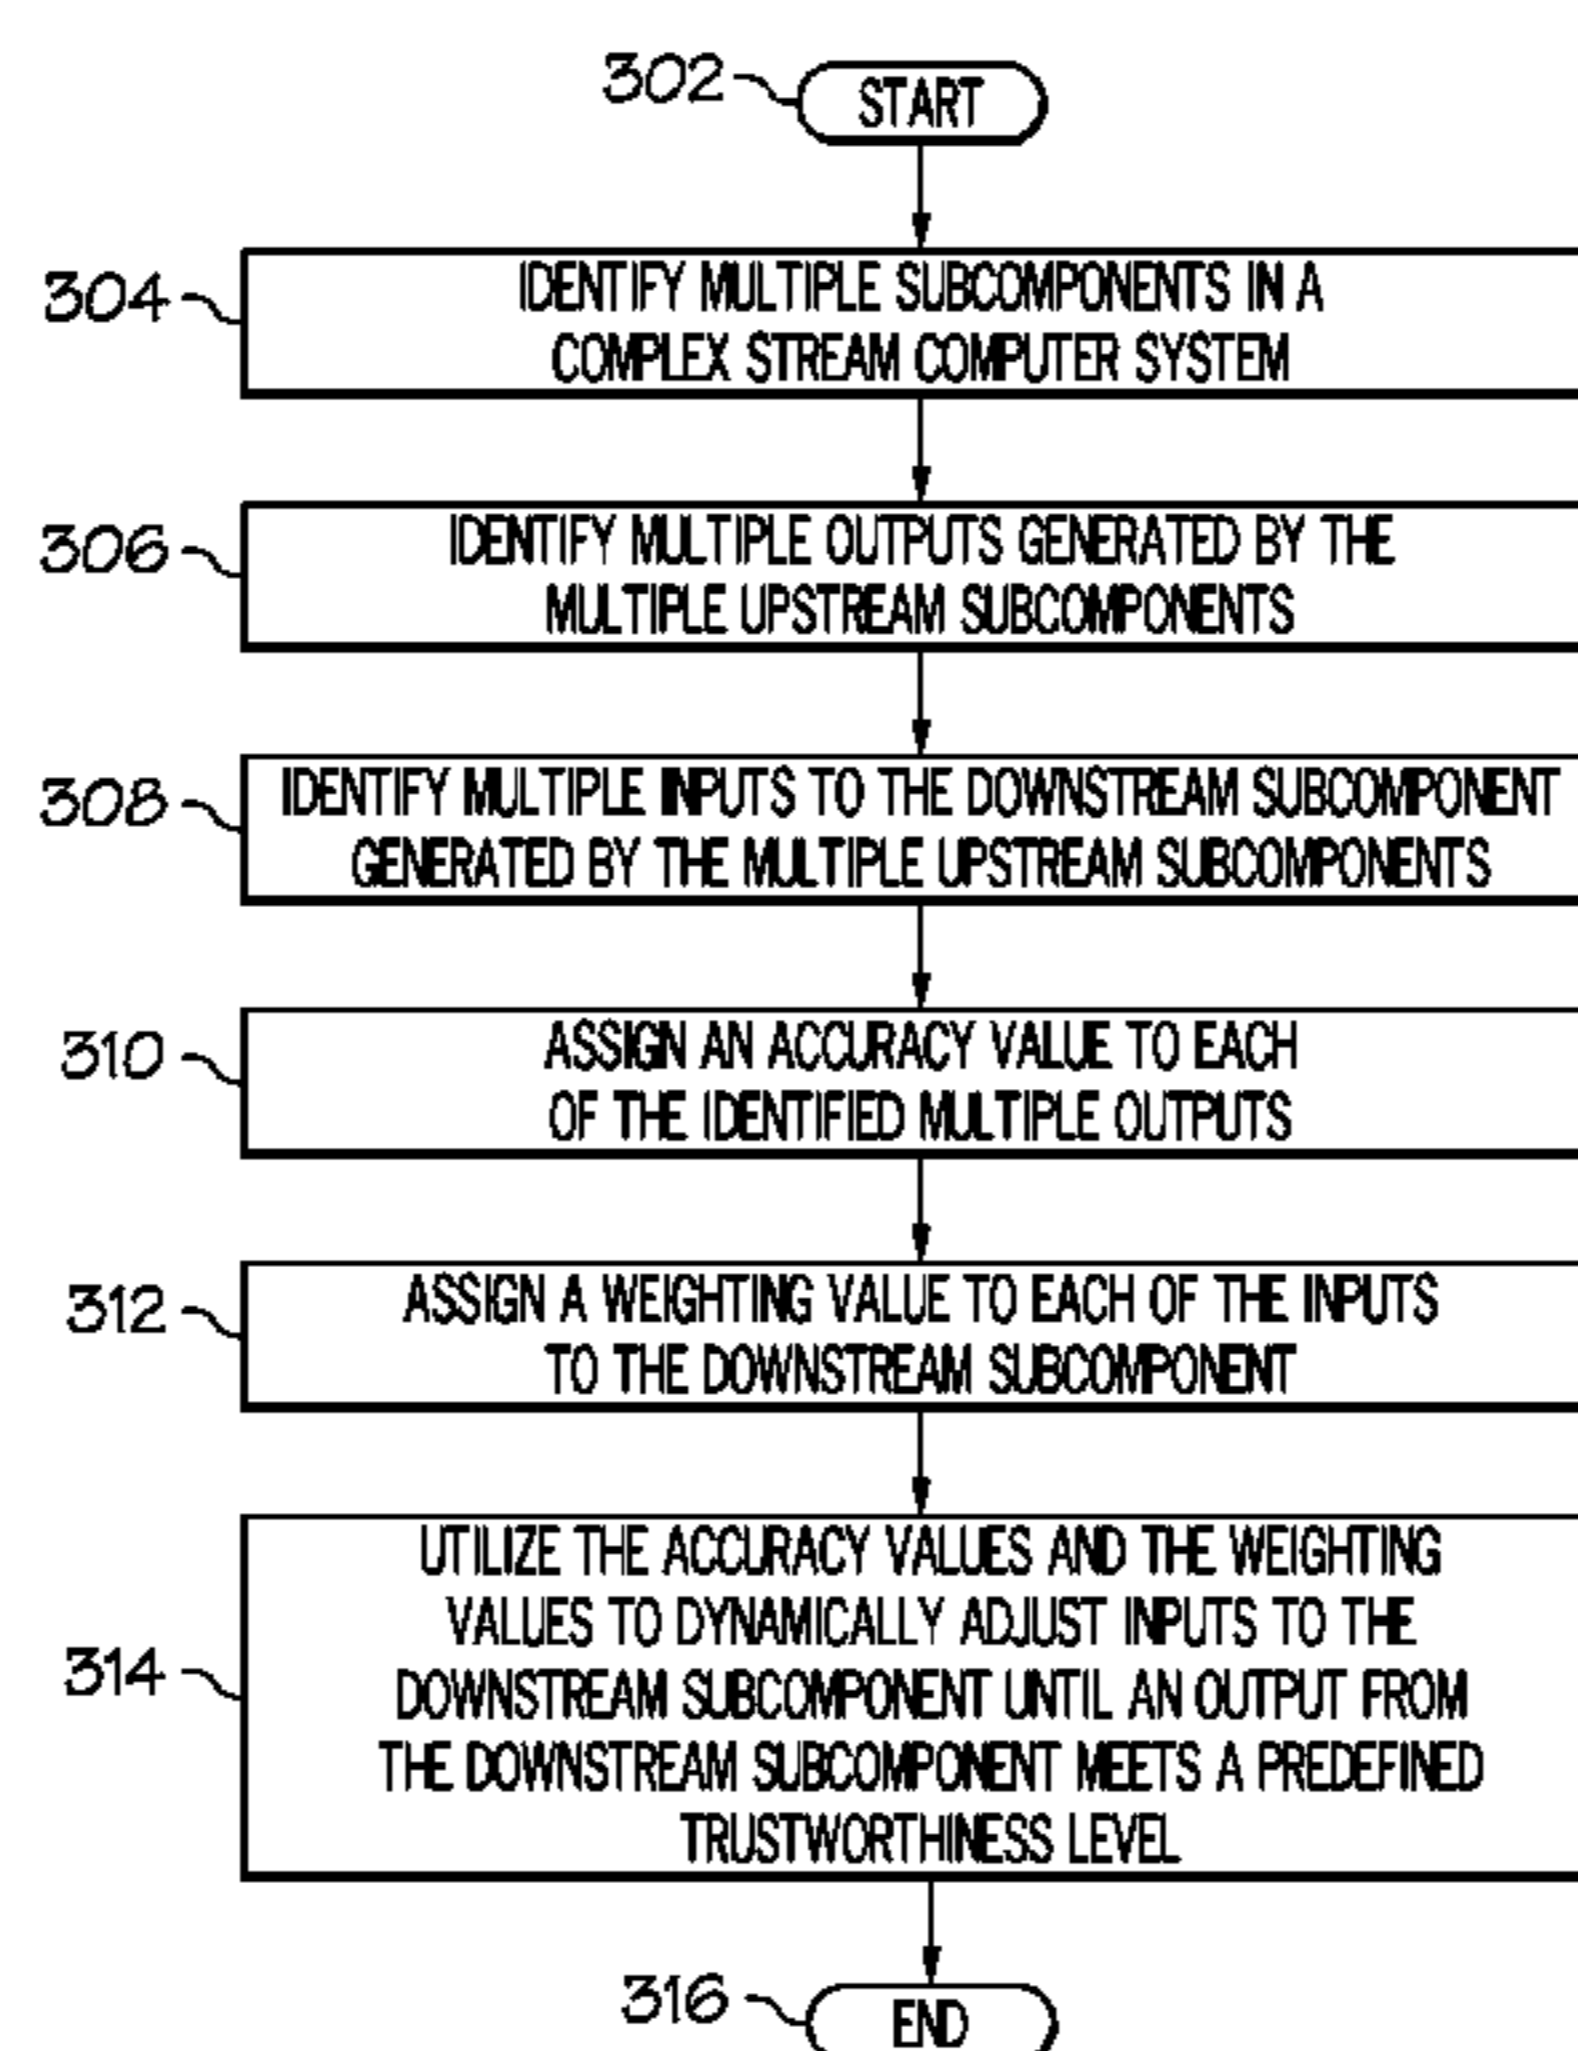 302 START
304 IDENTIFY MULTIPLE SUBCOMPONENTS IN A
COMPLEX STREAM COMPUTER SYSTEM
306 IDENTIFY MULTIPLE OUTPUTS GENERATED BY THE
MULTIPLE UPSTREAM SUBCOMPONENTS
308 IDENTIFY MULTIPLE INPUTS TO THE DOWNSTREAM SUBCOMPONENT
GENERATED BY THE MULTIPLE UPSTREAM SUBCOMPONENTS
310 ASSIGN AN ACCURACY VALUE TO EACH
OF THE IDENTIFIED MULTIPLE OUTPUTS
312 ASSIGN A WEIGHTING VALUE TO EACH OF THE INPUTS
TO THE DOWNSTREAM SUBCOMPONENT
314 UTILIZE THE ACCURACY VALUES AND THE WEIGHTING
VALUES TO DYNAMICALLY ADJUST INPUTS TO THE
DOWNSTREAM SUBCOMPONENT UNTIL AN OUTPUT FROM
THE DOWNSTREAM SUBCOMPONENT MEETS A PREDEFINED
TRUSTWORTHINESS LEVEL
316 END